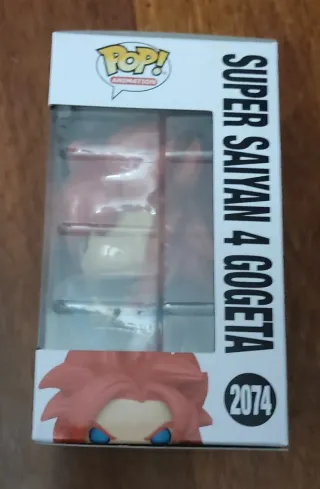 POP!
ANIMATION
SUPER SAIYAN 4 GOGETA
2074